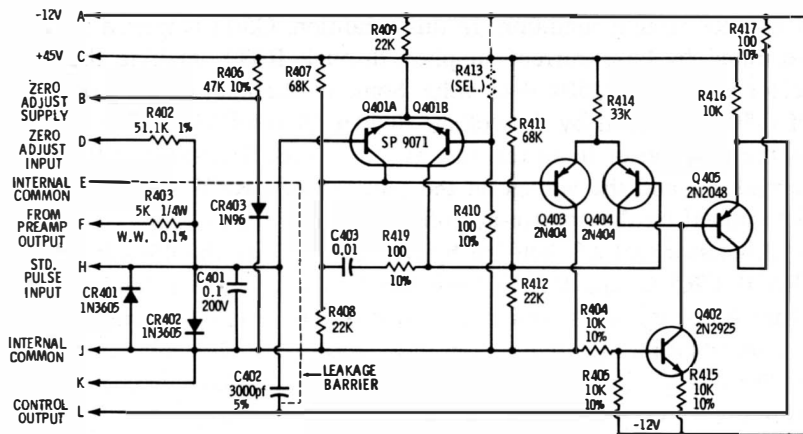 -12V A
+45V C
ZERO
ADJUST
SUPPLY B
ZERO
ADJUST
INPUT D
INTERNAL
COMMON E
FROM
PREAMP
OUTPUT F
STD.
PULSE
INPUT H
INTERNAL
COMMON J
K
CONTROL
OUTPUT L
R402
51.1K 1%
R403
5K 1/4W
W.W. 0.1%
CR401
1N3605
CR402
1N3605
C401
0.1
200V
R406
47K 10%
CR403
1N96
C402
3000pf
5%
LEAKAGE
BARRIER
R407
68K
R408
22K
C403
0.01
R419
100
10%
R409
22K
Q401A Q401B
SP 9071
R413
(SEL.)
R410
100
10%
R411
68K
R412
22K
R414
33K
Q403
2N404
Q404
2N404
R404
10K
10%
R405
10K
10%
R417
100
10%
R416
10K
Q405
2N2048
Q402
2N2925
R415
10K
10%
-12V